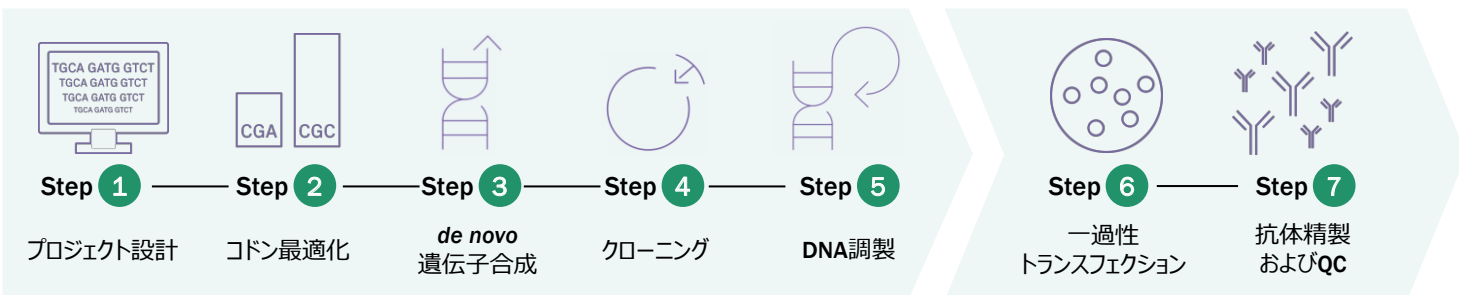 TGCA GATG GTCT
TGCA GATG GTCT
TGCA GATG GTCT
TGCA GATG GTCT
CGA
CGC
Step 1
Step 2
Step 3
Step 4
Step 5
Step 6
Step 7
プロジェクト設計
コドン最適化
de novo
遺伝子合成
クローニング
DNA調製
一過性
トランスフェクション
抗体精製
およびQC